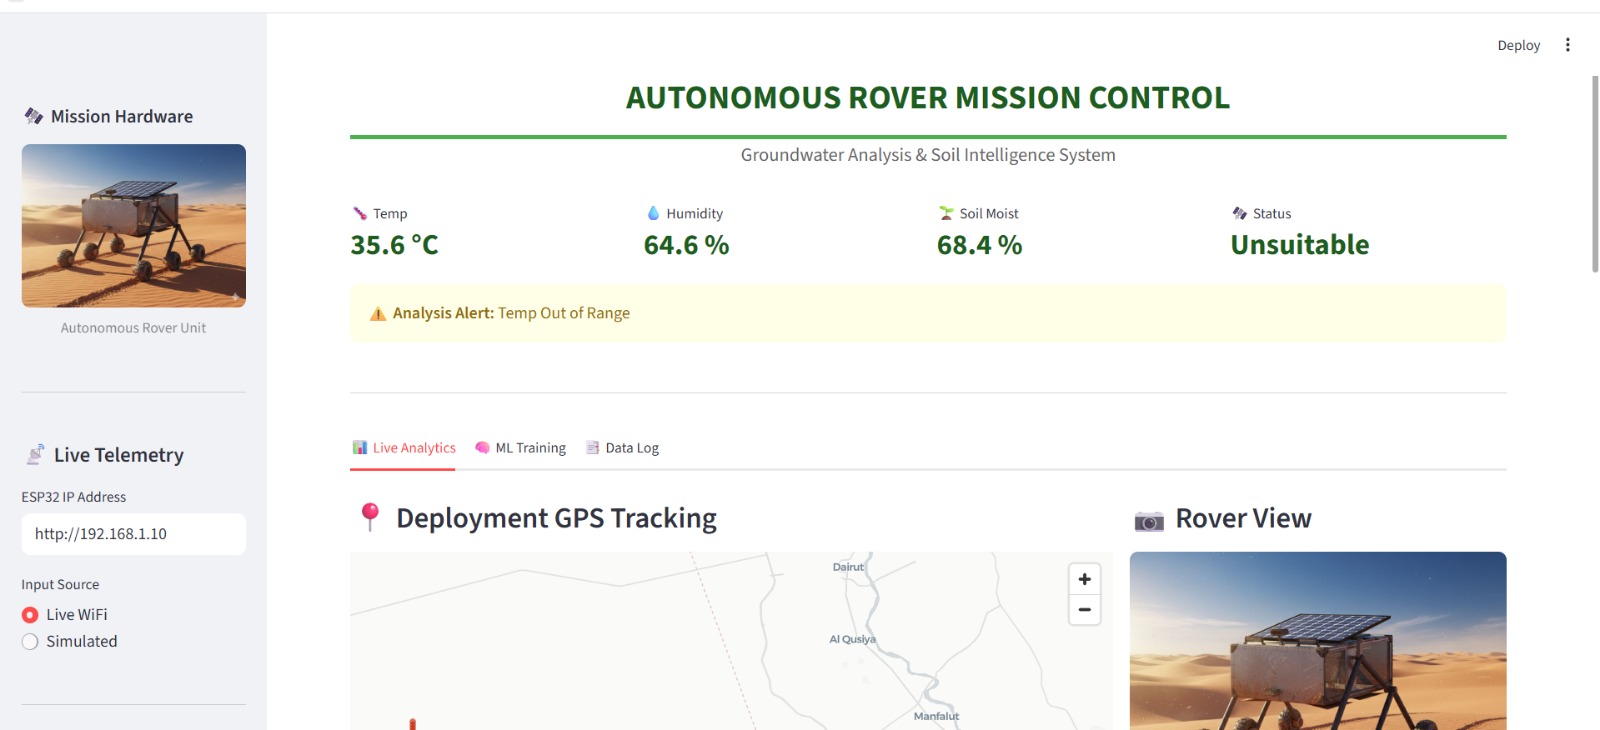 Deploy
Mission Hardware
Autonomous Rover Unit
Live Telemetry
ESP32 IP Address
http://192.168.1.10
Input Source
Live WiFi
Simulated
AUTONOMOUS ROVER MISSION CONTROL
Groundwater Analysis & Soil Intelligence System
Temp
35.6 °C
Humidity
64.6 %
Soil Moist
68.4 %
Status
Unsuitable
Analysis Alert: Temp Out of Range
Live Analytics
ML Training
Data Log
Deployment GPS Tracking
Dairut
Al Qusiya
Manfalut
+
−
Rover View